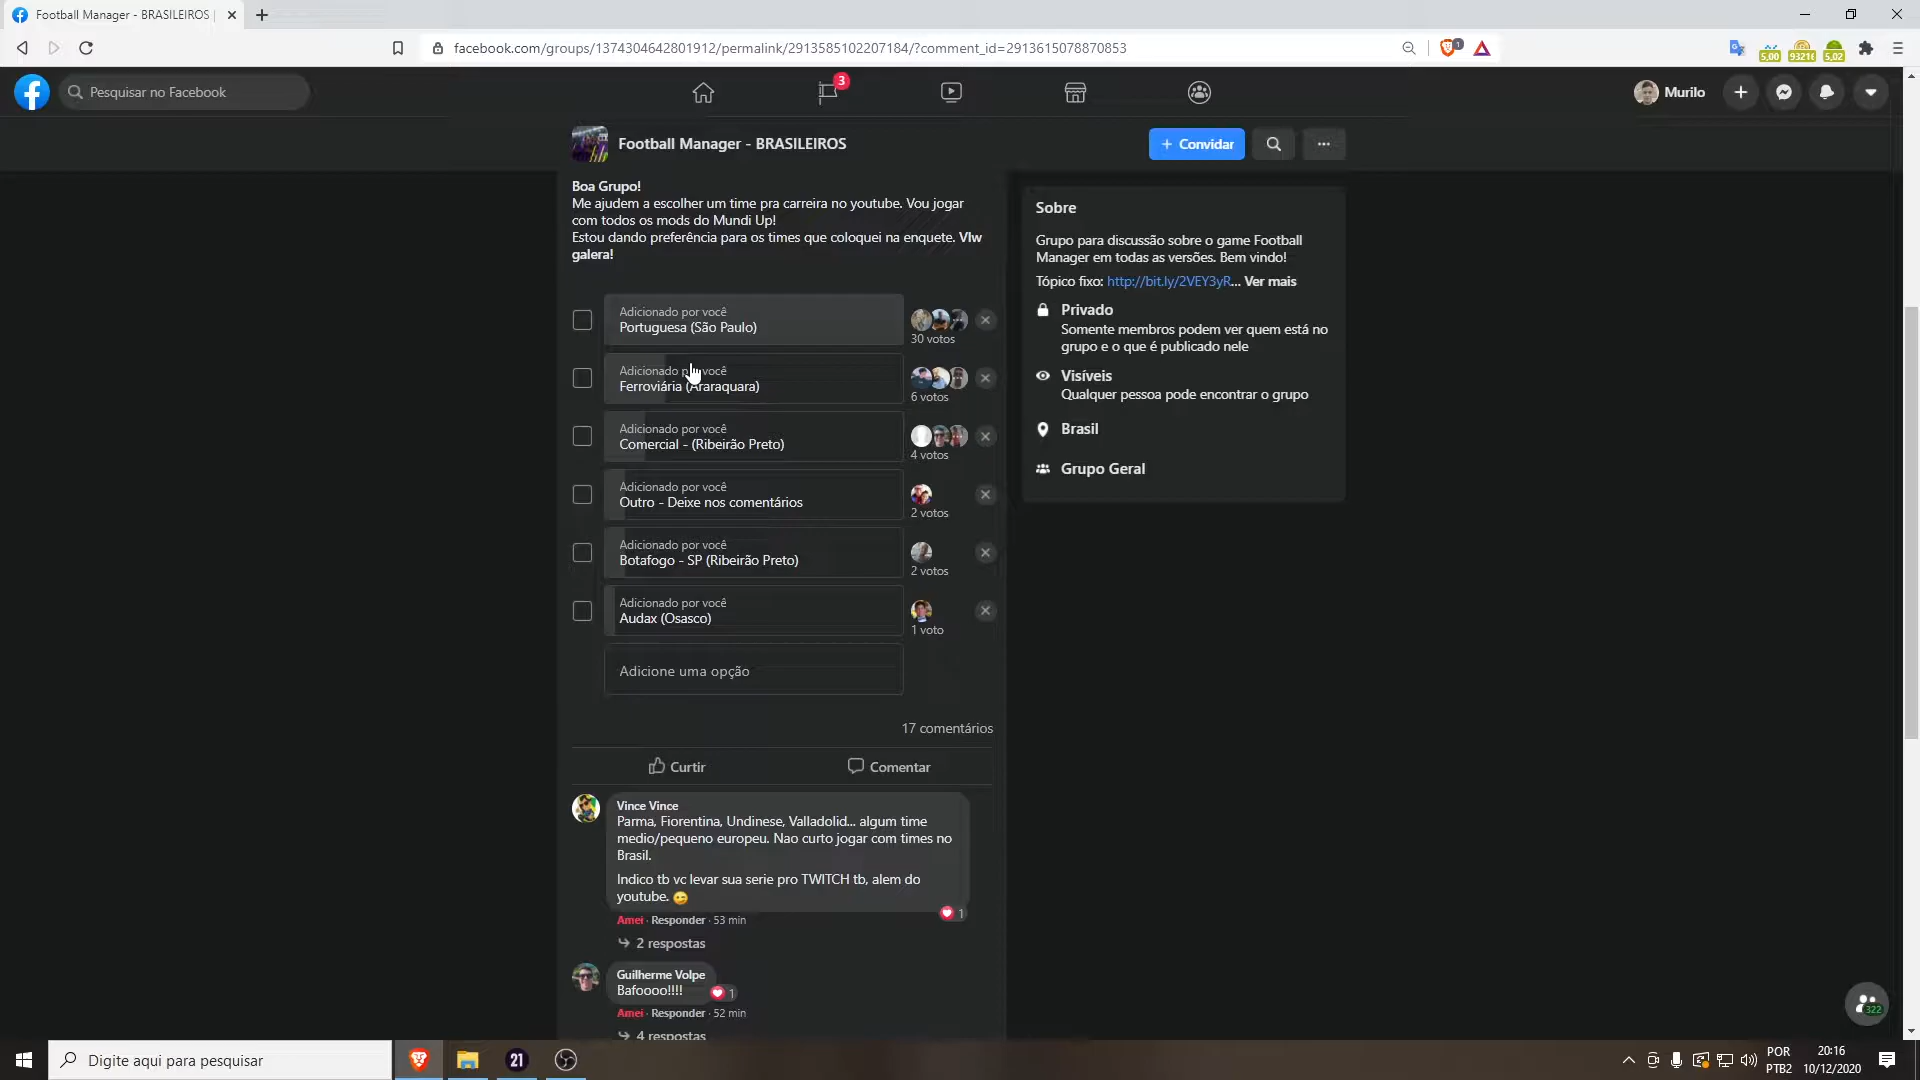 Football Manager - BRASILEIROS
facebook.com/groups/1374304642801912/permalink/2913585102207184/?comment_id=2913615078870853
1
5,00
93216
5,02
Pesquisar no Facebook
3
Murilo
Football Manager - BRASILEIROS
+ Convidar
Boa Grupo!
Me ajudem a escolher um time pra carreira no youtube. Vou jogar
com todos os mods do Mundi Up!
Estou dando preferência para os times que coloquei na enquete. Vlw
galera!
Adicionado por você
Portuguesa (São Paulo)
30 votos
Adicionado por você
Ferroviária (Araraquara)
6 votos
Adicionado por você
Comercial - (Ribeirão Preto)
4 votos
Adicionado por você
Outro - Deixe nos comentários
2 votos
Adicionado por você
Botafogo - SP (Ribeirão Preto)
2 votos
Adicionado por você
Audax (Osasco)
1 voto
Adicione uma opção
17 comentários
Curtir
Comentar
Vince Vince
Parma, Fiorentina, Undinese, Valladolid... algum time
medio/pequeno europeu. Nao curto jogar com times no
Brasil.
Indico tb vc levar sua serie pro TWITCH tb, alem do
youtube. 😉
1
Amei · Responder · 53 min
2 respostas
Guilherme Volpe
Bafoooo!!!!
1
Amei · Responder · 52 min
4 respostas
Sobre
Grupo para discussão sobre o game Football
Manager em todas as versões. Bem vindo!
Tópico fixo: http://bit.ly/2VEY3yR... Ver mais
Privado
Somente membros podem ver quem está no
grupo e o que é publicado nele
Visíveis
Qualquer pessoa pode encontrar o grupo
Brasil
Grupo Geral
322
Digite aqui para pesquisar
21
POR
PTB2
20:16
10/12/2020